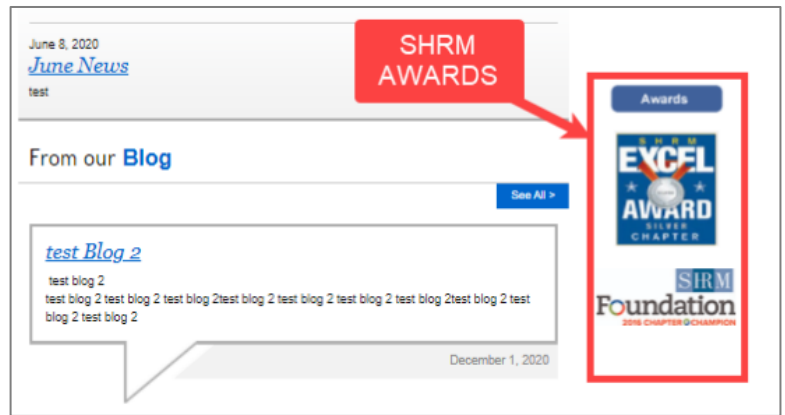 June 8, 2020
June News
test
SHRM
AWARDS
From our Blog
See All >
test Blog 2
test blog 2
test blog 2 test blog 2 test blog 2test blog 2 test blog 2 test blog 2 test blog 2test blog 2 test
blog 2 test blog 2
December 1, 2020
Awards
SHRM
EXCEL
AWARD
SILVER
CHAPTER
SHRM
Foundation
2016 CHAPTER CHAMPION